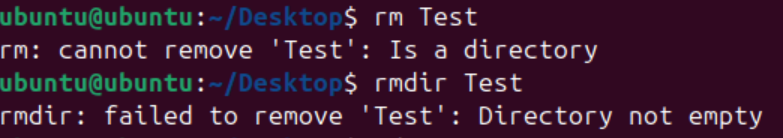 ubuntu@ubuntu:~/Desktop$ rm Test
rm: cannot remove 'Test': Is a directory
ubuntu@ubuntu:~/Desktop$ rmdir Test
rmdir: failed to remove 'Test': Directory not empty